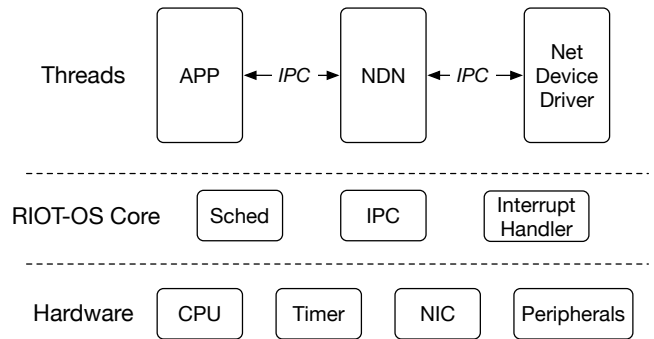 Threads
APP
IPC
NDN
IPC
Net
Device
Driver
RIOT-OS Core
Sched
IPC
Interrupt
Handler
Hardware
CPU
Timer
NIC
Peripherals